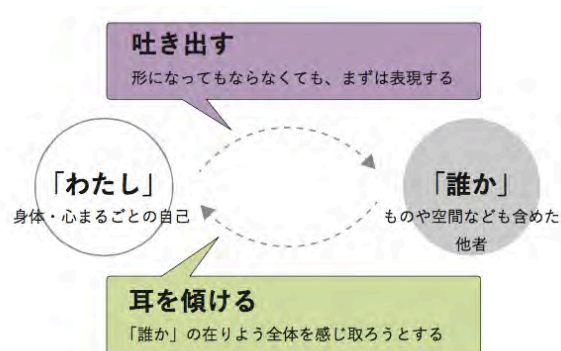 吐き出す
形になってもならなくても、まずは表現する
「わたし」
身体・心まるごとの自己
「誰か」
ものや空間なども含めた
他者
耳を傾ける
「誰か」の在りよう全体を感じ取ろうとする